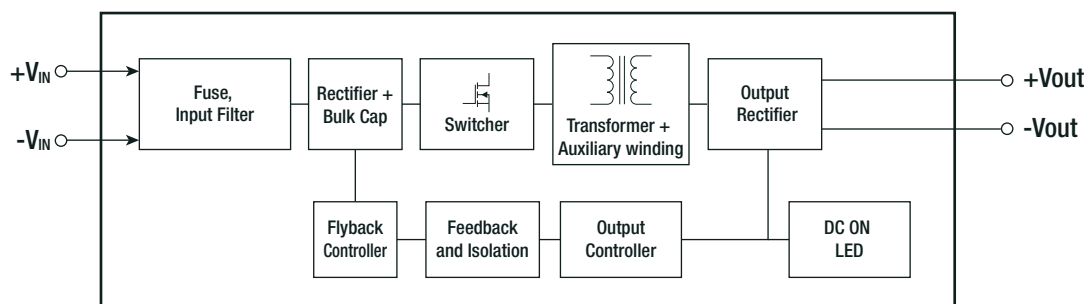 +VIN
-VIN
Fuse,
Input Filter
Rectifier +
Bulk Cap
Switcher
Transformer +
Auxiliary winding
Output
Rectifier
+Vout
-Vout
Flyback
Controller
Feedback
and Isolation
Output
Controller
DC ON
LED